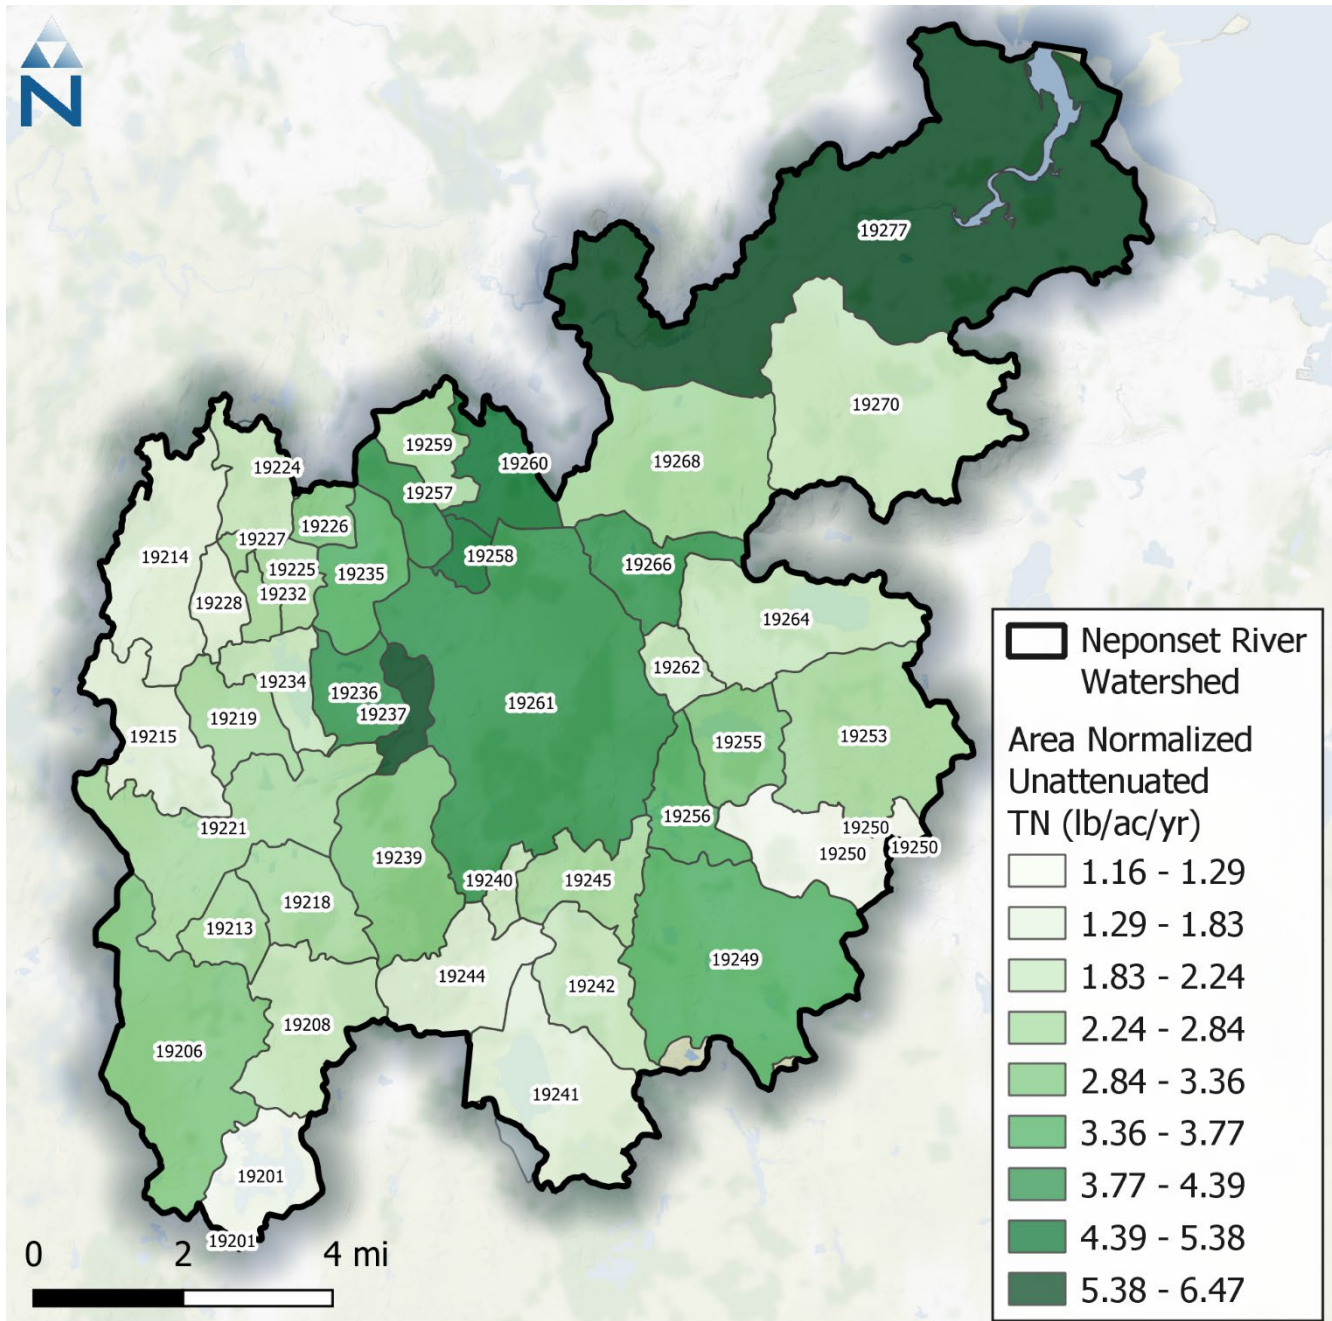 N
19277
19270
19259
19260
19268
19224
19257
19226
19227
19214
19258
19225
19235
19266
19232
19228
19264
19262
19234
19236
19261
19237
19219
19215
19255
19253
19256
19221
19250
19250
19250
19239
19240
19245
19218
19213
19249
19244
19242
19208
19206
19241
19201
19201
Neponset River
Watershed
Area Normalized
Unattenuated
TN (lb/ac/yr)
1.16 - 1.29
1.29 - 1.83
1.83 - 2.24
2.24 - 2.84
2.84 - 3.36
3.36 - 3.77
3.77 - 4.39
4.39 - 5.38
5.38 - 6.47
0 2 4 mi